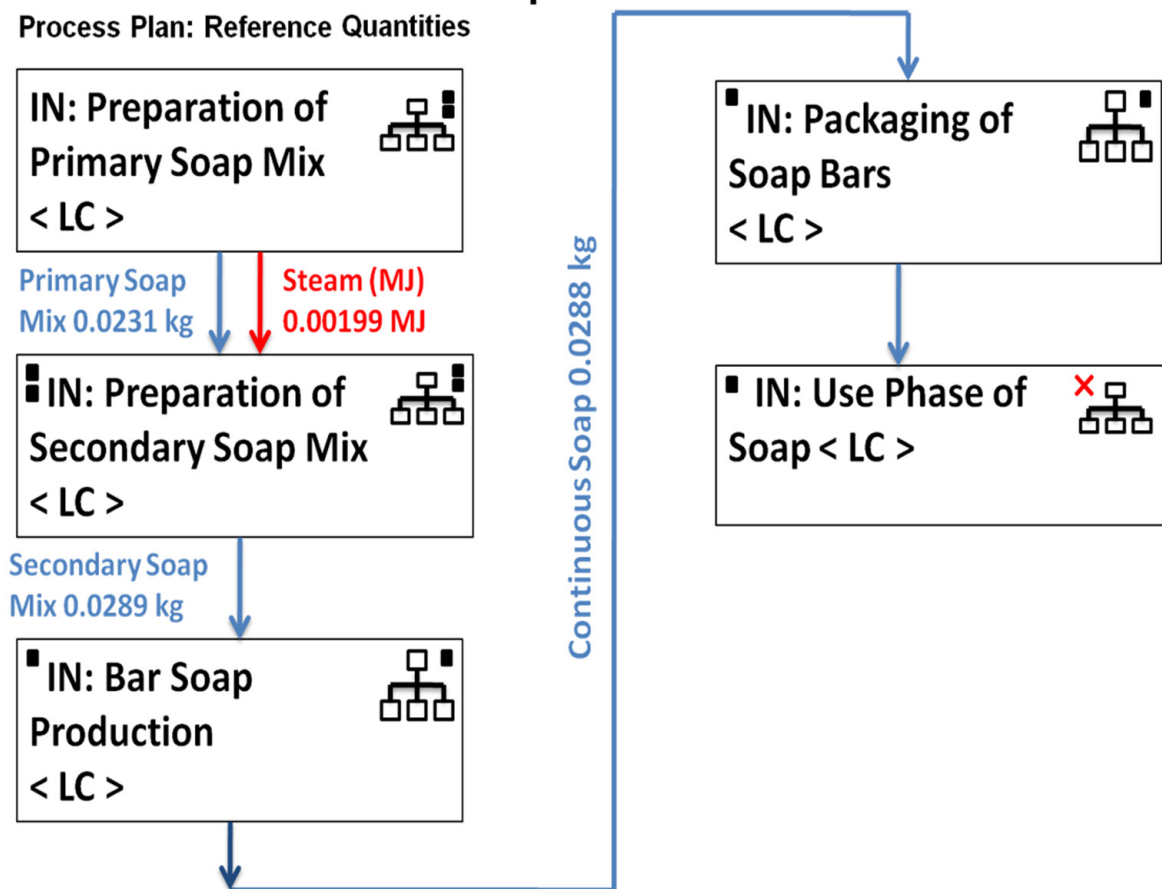 Process Plan: Reference Quantities
IN: Preparation of
Primary Soap Mix
< LC >
Primary Soap
Mix 0.0231 kg
Steam (MJ)
0.00199 MJ
IN: Preparation of
Secondary Soap Mix
< LC >
Secondary Soap
Mix 0.0289 kg
IN: Bar Soap
Production
< LC >
Continuous Soap 0.0288 kg
IN: Packaging of
Soap Bars
< LC >
IN: Use Phase of
Soap < LC >